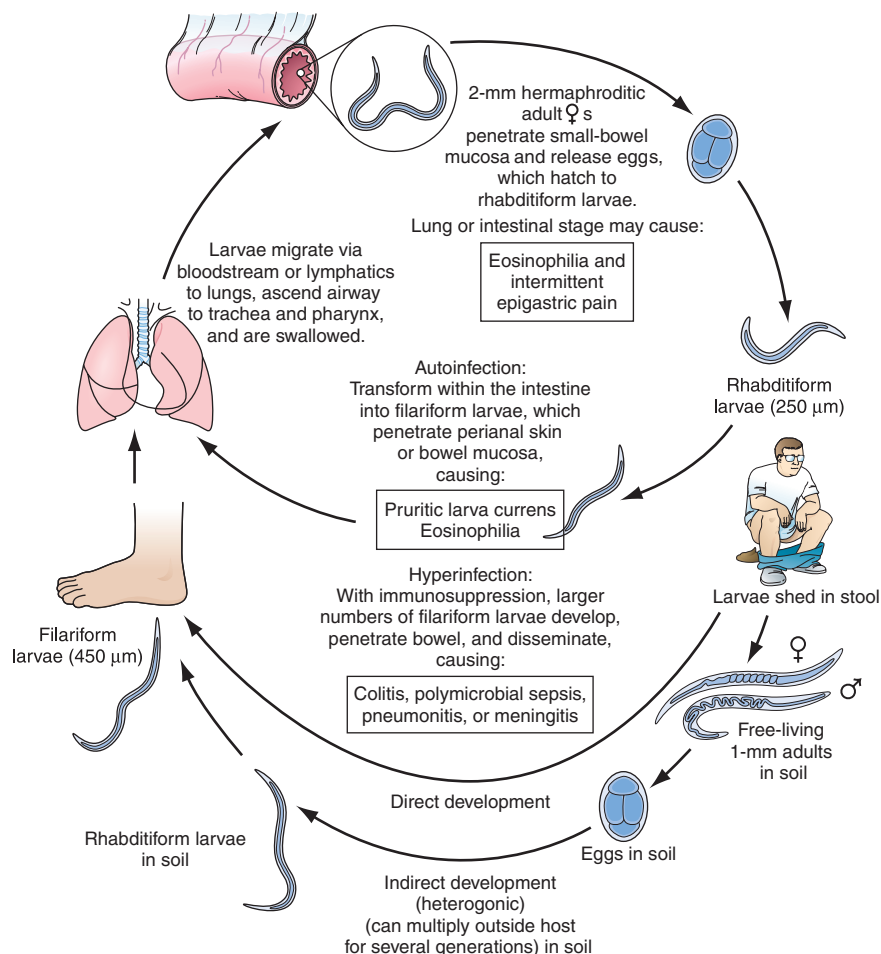 2-mm hermaphroditic
adult ♀ s
penetrate small-bowel
mucosa and release eggs,
which hatch to
rhabditiform larvae.
Lung or intestinal stage may cause:
Eosinophilia and
intermittent
epigastric pain
Larvae migrate via
bloodstream or lymphatics
to lungs, ascend airway
to trachea and pharynx,
and are swallowed.
Autoinfection:
Transform within the intestine
into filariform larvae, which
penetrate perianal skin
or bowel mucosa,
causing:
Pruritic larva currens
Eosinophilia
Rhabditiform
larvae (250 μm)
Hyperinfection:
With immunosuppression, larger
numbers of filariform larvae develop,
penetrate bowel, and disseminate,
causing:
Colitis, polymicrobial sepsis,
pneumonitis, or meningitis
Larvae shed in stool
♀
♂
Free-living
1-mm adults
in soil
Filariform
larvae (450 μm)
Direct development
Eggs in soil
Rhabditiform larvae
in soil
Indirect development
(heterogonic)
(can multiply outside host
for several generations) in soil